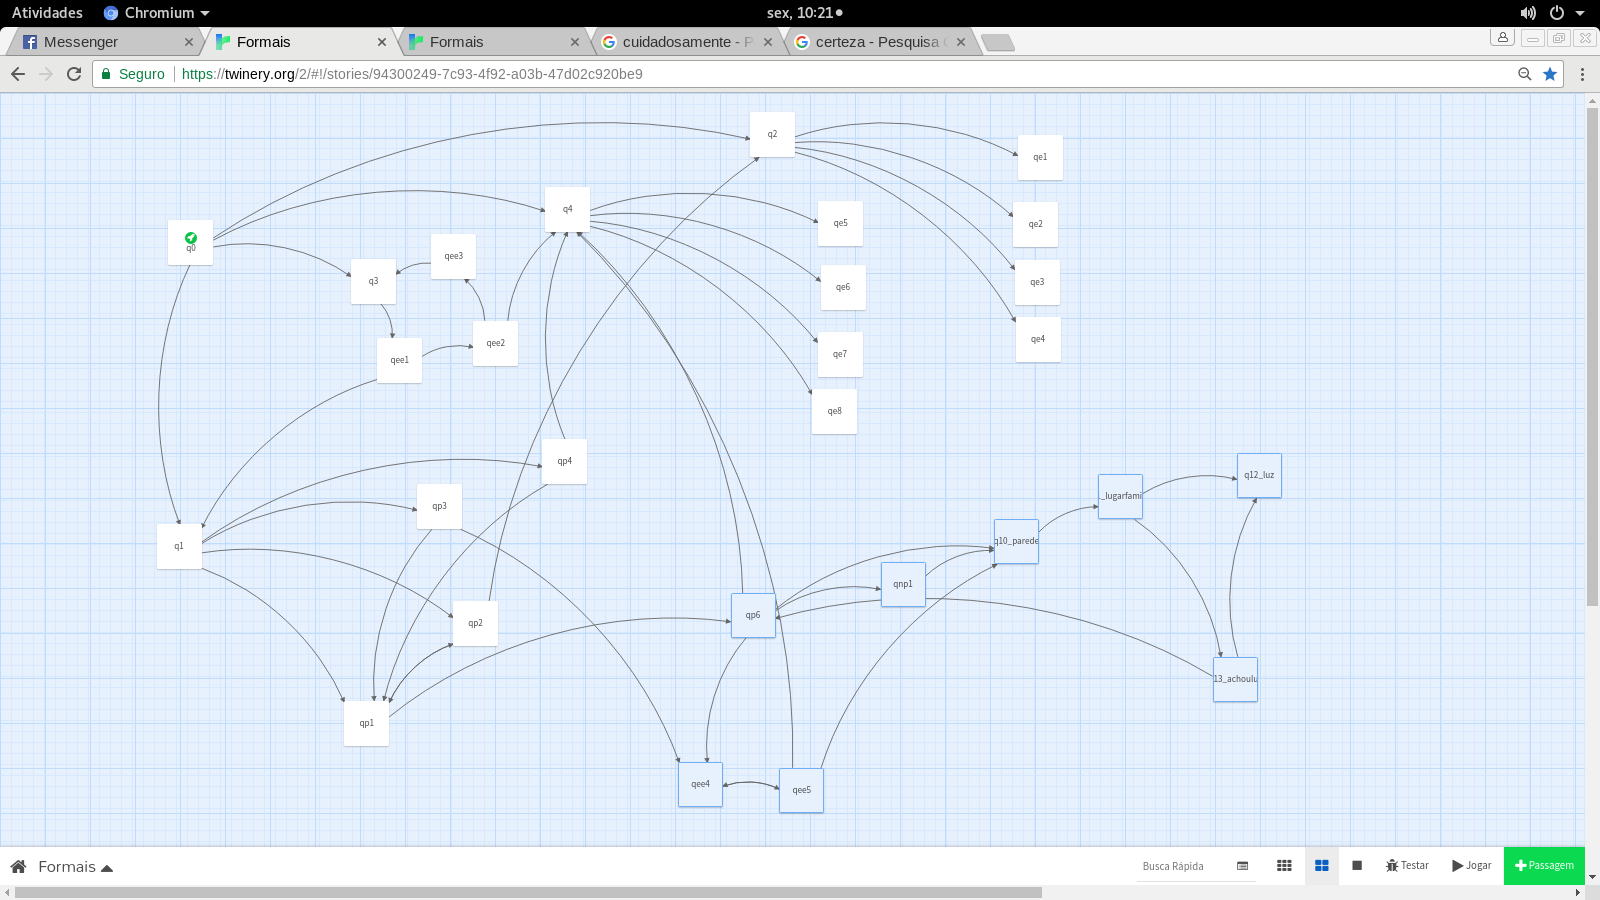 Atividades Chromium sex, 10:21
Messenger Formais Formais cuidadosamente - P certeza - Pesquisa
Seguro https://twinery.org/2/#!/stories/94300249-7c93-4f92-a03b-47d02c920be9
q2
qe1
q4
qe5
qe2
q0
qee3
q3
qe6
qe3
qee1
qee2
qe7
qe4
qe8
qp4
q12_luz
_lugarfami
qp3
q1
q10_parede
qnp1
qp2
qp6
13_achoulu
qp1
qee4
qee5
Formais Busca Rápida Testar Jogar Passagem